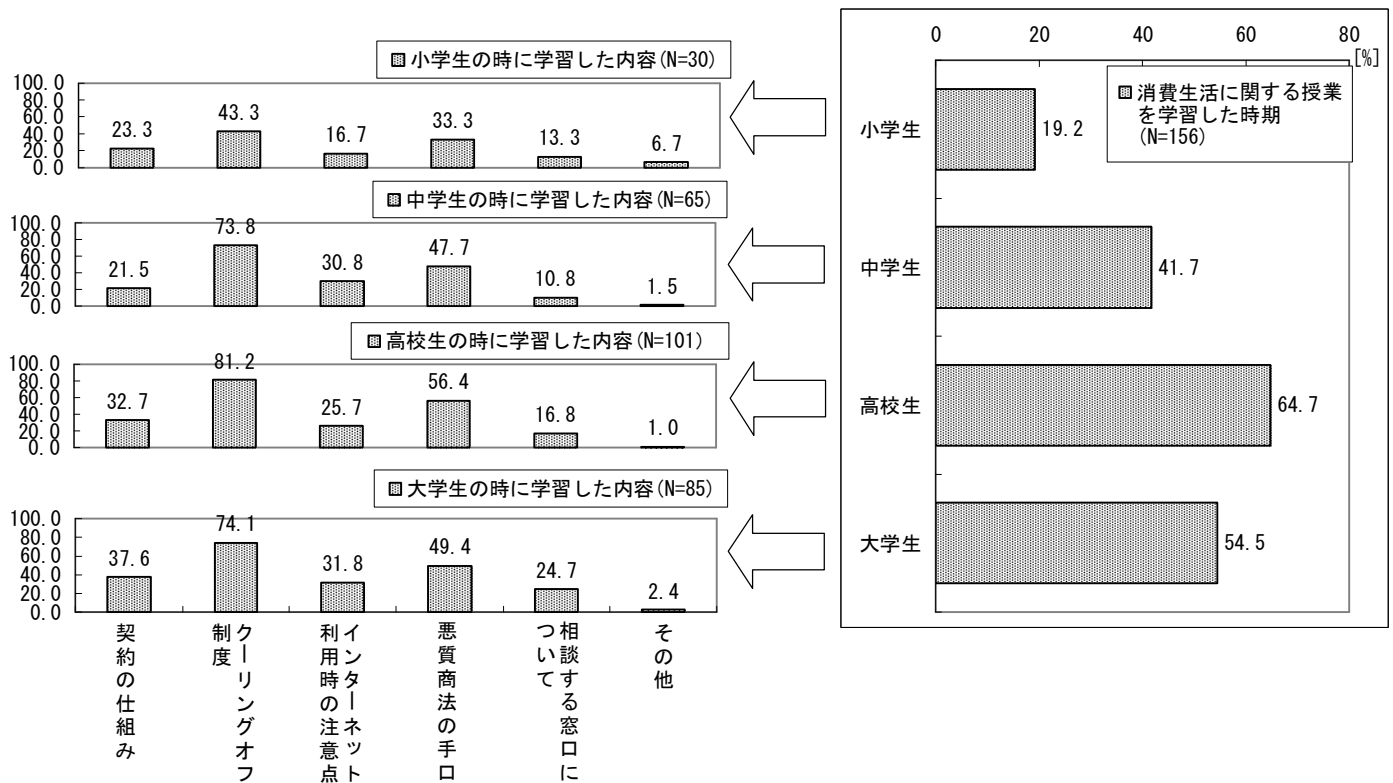 小学生の時に学習した内容(N=30)
100.0
80.0
60.0
40.0
20.0
0.0
23.3
43.3
16.7
33.3
13.3
6.7
中学生の時に学習した内容(N=65)
100.0
80.0
60.0
40.0
20.0
0.0
21.5
73.8
30.8
47.7
10.8
1.5
高校生の時に学習した内容(N=101)
100.0
80.0
60.0
40.0
20.0
0.0
32.7
81.2
25.7
56.4
16.8
1.0
大学生の時に学習した内容(N=85)
100.0
80.0
60.0
40.0
20.0
0.0
37.6
74.1
31.8
49.4
24.7
2.4
契約の仕組み
クーリングオフ
制度
インターネット
利用時の注意点
悪質商法の手口
相談する窓口に
ついて
その他
0
20
40
60
80
[%]
消費生活に関する授業
を学習した時期
(N=156)
小学生
19.2
中学生
41.7
高校生
64.7
大学生
54.5